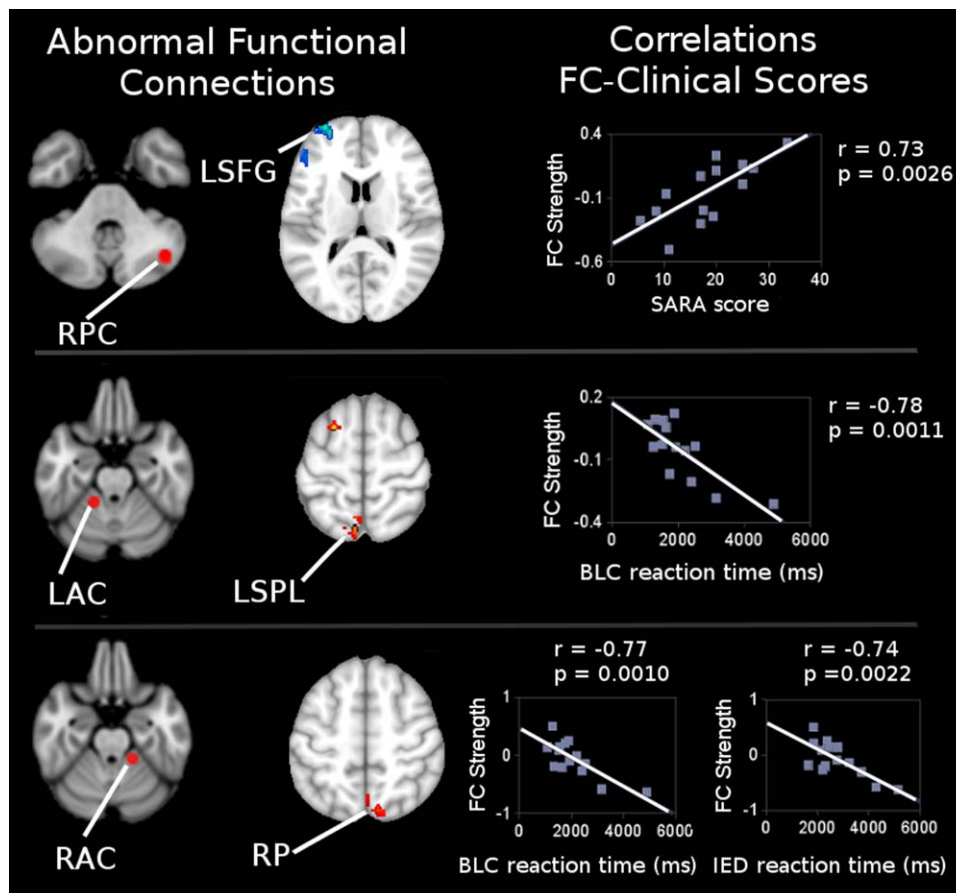 Abnormal Functional
Connections
Correlations
FC-Clinical Scores
LSFG
RPC
FC Strength
0.4
-0.1
-0.6
0 10 20 30 40
SARA score
r = 0.73
p = 0.0026
LAC
LSPL
FC Strength
0.2
-0.1
-0.4
0 2000 4000 6000
BLC reaction time (ms)
r = -0.78
p = 0.0011
RAC
RP
r = -0.77
p = 0.0010
FC Strength
1
0
-1
0 2000 4000 6000
BLC reaction time (ms)
r = -0.74
p =0.0022
FC Strength
1
0
-1
0 2000 4000 6000
IED reaction time (ms)